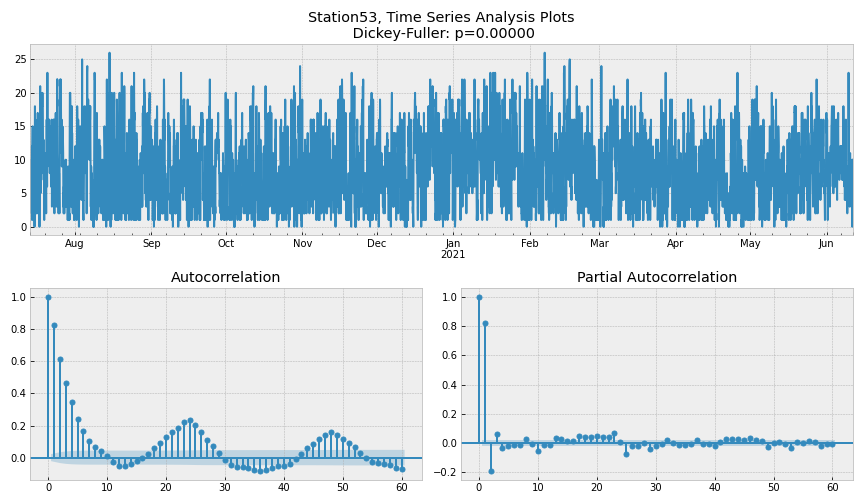 Station53, Time Series Analysis Plots
Dickey-Fuller: p=0.00000
25
20
15
10
5
0
Aug Sep Oct Nov Dec Jan Feb Mar Apr May Jun
2021
Autocorrelation Partial Autocorrelation
1.0 1.0
0.8 0.8
0.6 0.6
0.4 0.4
0.2 0.2
0.0 0.0
−0.2
0 10 20 30 40 50 60 0 10 20 30 40 50 60